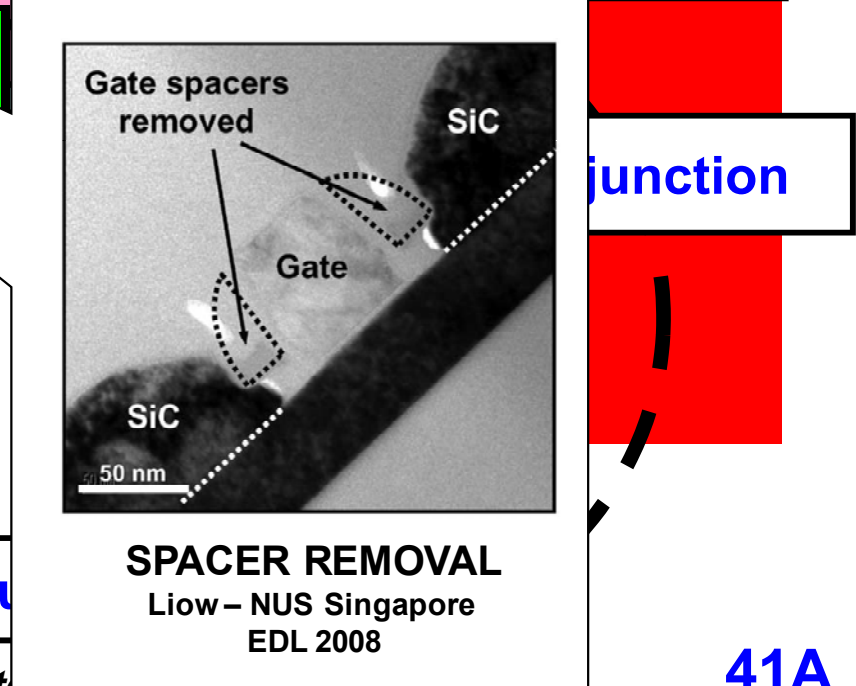 Gate spacers
removed
SiC
Gate
SiC
50 nm
SPACER REMOVAL
Liow – NUS Singapore
EDL 2008
junction
41A